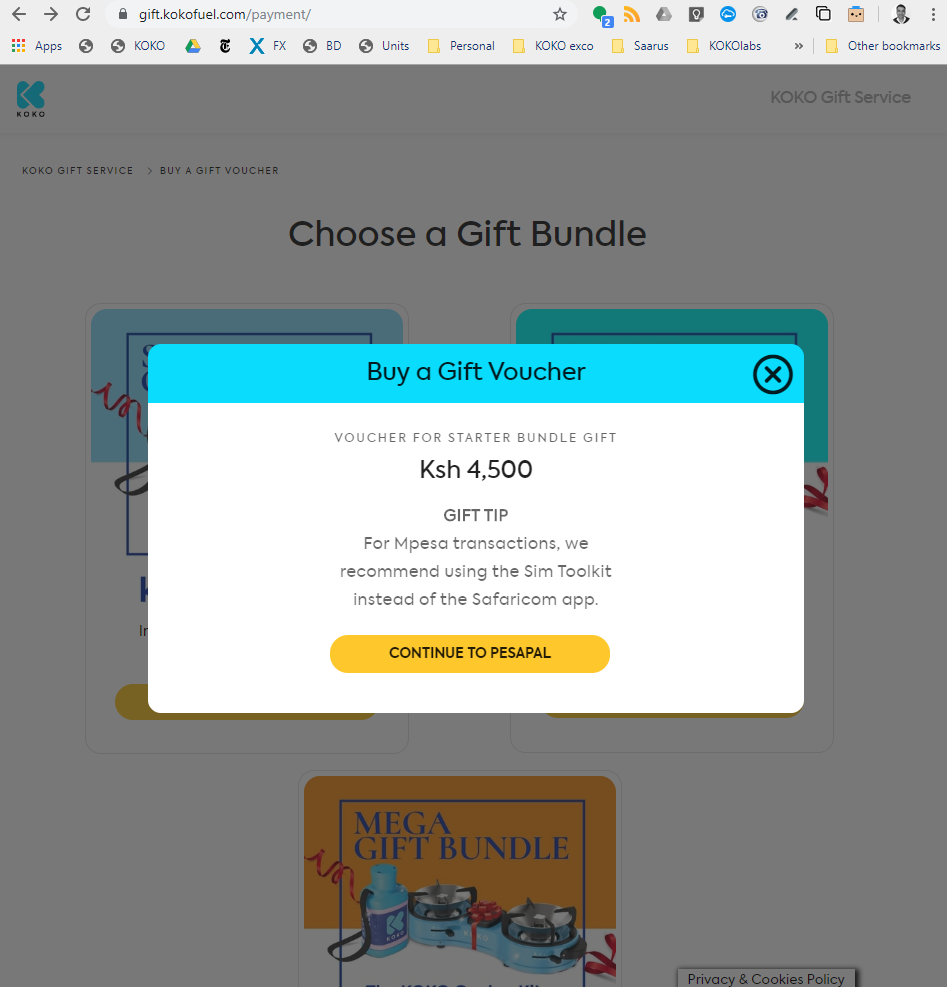 gift.kokofuel.com/payment/
2
Apps
KOKO
FX
BD
Units
Personal
KOKO exco
Saarus
KOKOlabs
»
Other bookmarks
KOKO
KOKO Gift Service
KOKO GIFT SERVICE > BUY A GIFT VOUCHER
Choose a Gift Bundle
Buy a Gift Voucher
VOUCHER FOR STARTER BUNDLE GIFT
Ksh 4,500
GIFT TIP
For Mpesa transactions, we
recommend using the Sim Toolkit
instead of the Safaricom app.
CONTINUE TO PESAPAL
In
MEGA
GIFT BUNDLE
KOKO
KOKO
Privacy & Cookies Policy